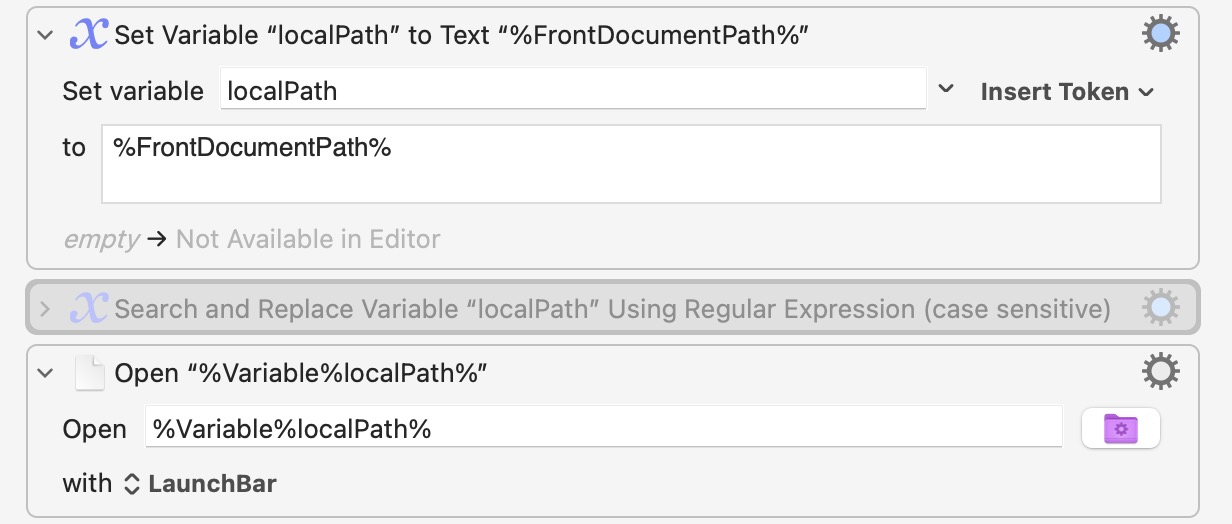 Set Variable “localPath” to Text “%FrontDocumentPath%”
Set variable localPath Insert Token
to %FrontDocumentPath%
empty → Not Available in Editor
Search and Replace Variable “localPath” Using Regular Expression (case sensitive)
Open “%Variable%localPath%”
Open %Variable%localPath%
with LaunchBar